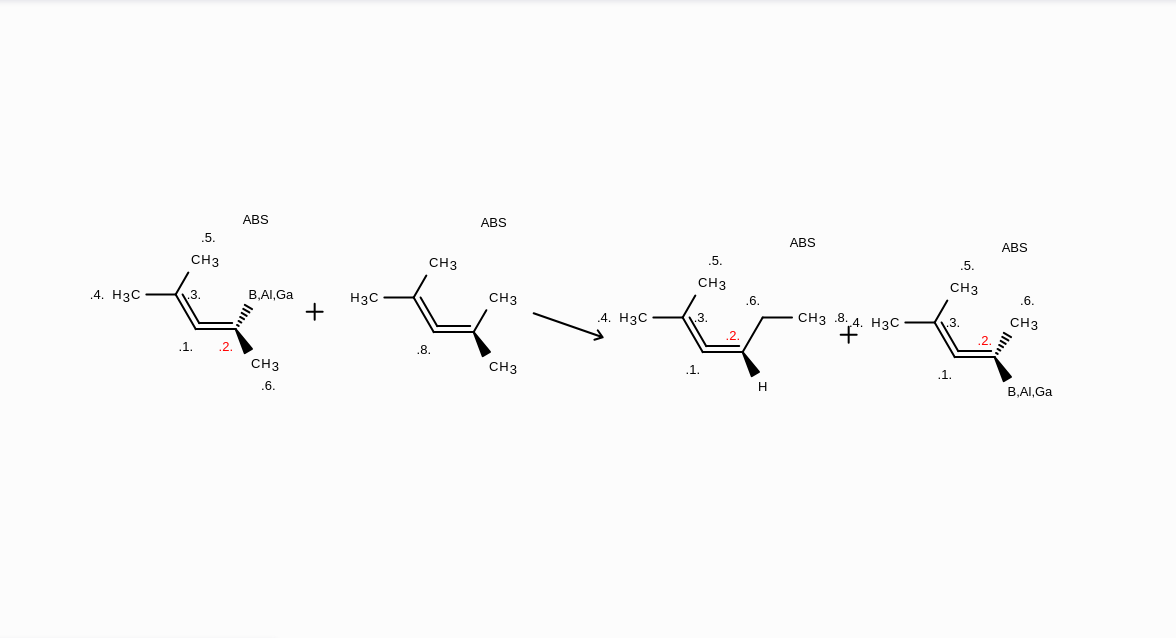 ABS
.5.
CH3
.4. H3C
.3.
B,Al,Ga
.1.
.2.
CH3
.6.
+
ABS
CH3
H3C
CH3
.8.
CH3
ABS
.5.
CH3
.6.
.4. H3C
.3.
CH3 .8.
.2.
.1.
H
+
ABS
.5.
CH3
.6.
.4. H3C
.3.
CH3
.2.
.1.
B,Al,Ga